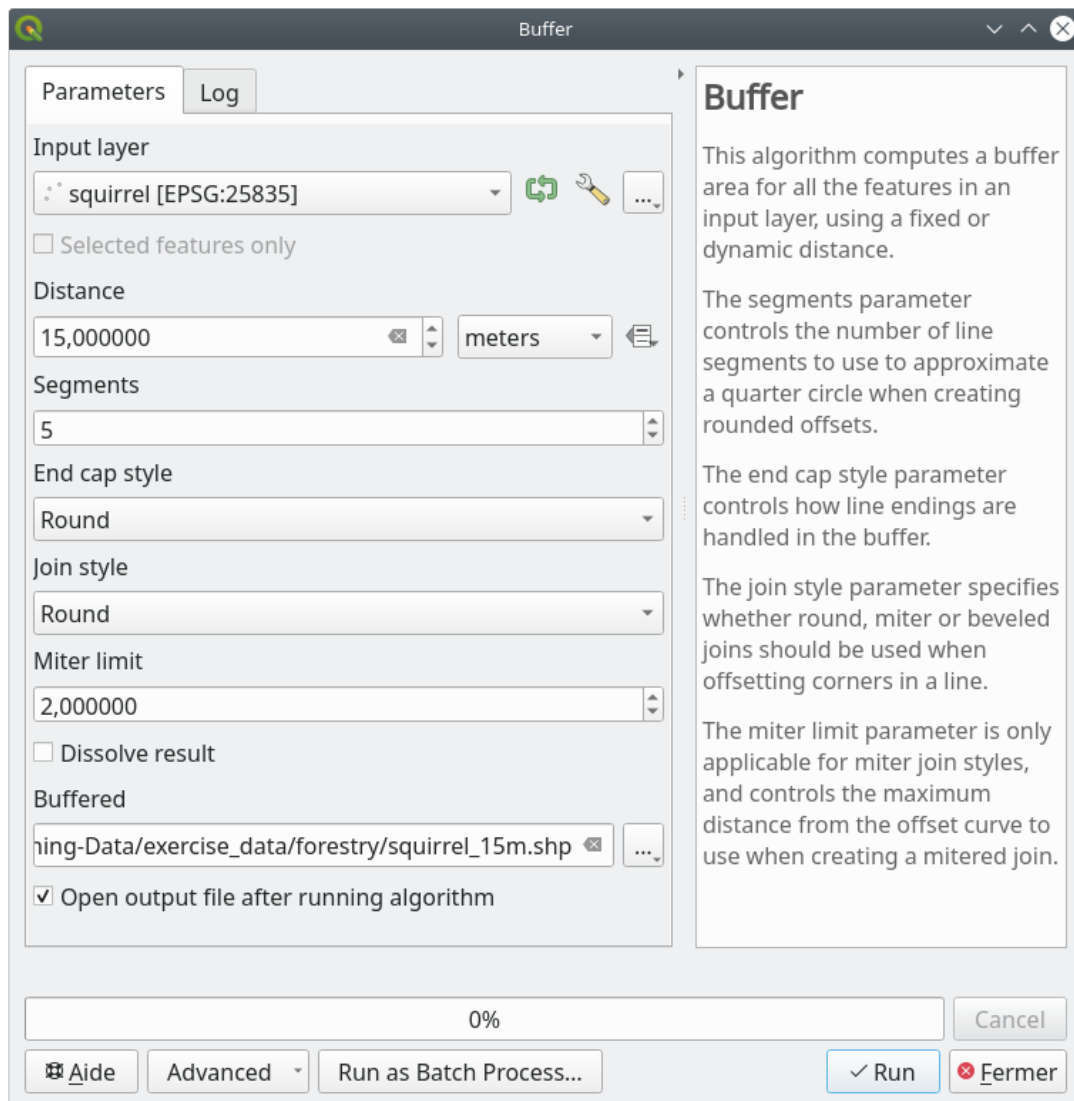 Buffer
Parameters
Log
Input layer
squirrel [EPSG:25835]
...
Selected features only
Distance
15,000000
meters
Segments
5
End cap style
Round
Join style
Round
Miter limit
2,000000
Dissolve result
Buffered
ning-Data/exercise_data/forestry/squirrel_15m.shp
...
Open output file after running algorithm
Buffer
This algorithm computes a buffer
area for all the features in an
input layer, using a fixed or
dynamic distance.
The segments parameter
controls the number of line
segments to use to approximate
a quarter circle when creating
rounded offsets.
The end cap style parameter
controls how line endings are
handled in the buffer.
The join style parameter specifies
whether round, miter or beveled
joins should be used when
offsetting corners in a line.
The miter limit parameter is only
applicable for miter join styles,
and controls the maximum
distance from the offset curve to
use when creating a mitered join.
0%
Cancel
Aide
Advanced
Run as Batch Process...
Run
Fermer